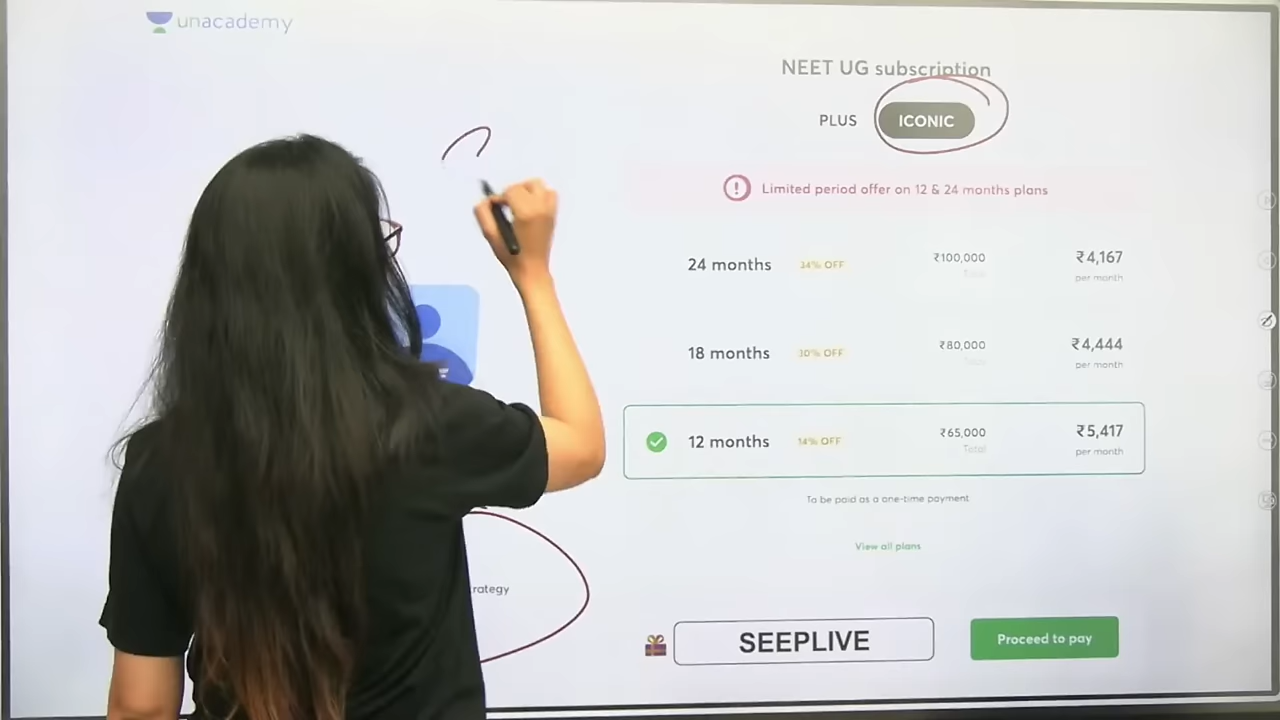 unacademy
NEET UG subscription
PLUS ICONIC
Limited period offer on 12 & 24 months plans
24 months 34% OFF ₹100,000 ₹4,167
Total per month
18 months 30% OFF ₹80,000 ₹4,444
Total per month
12 months 14% OFF ₹65,000 ₹5,417
Total per month
To be paid as a one-time payment
View all plans
rategy
SEEPLIVE Proceed to pay